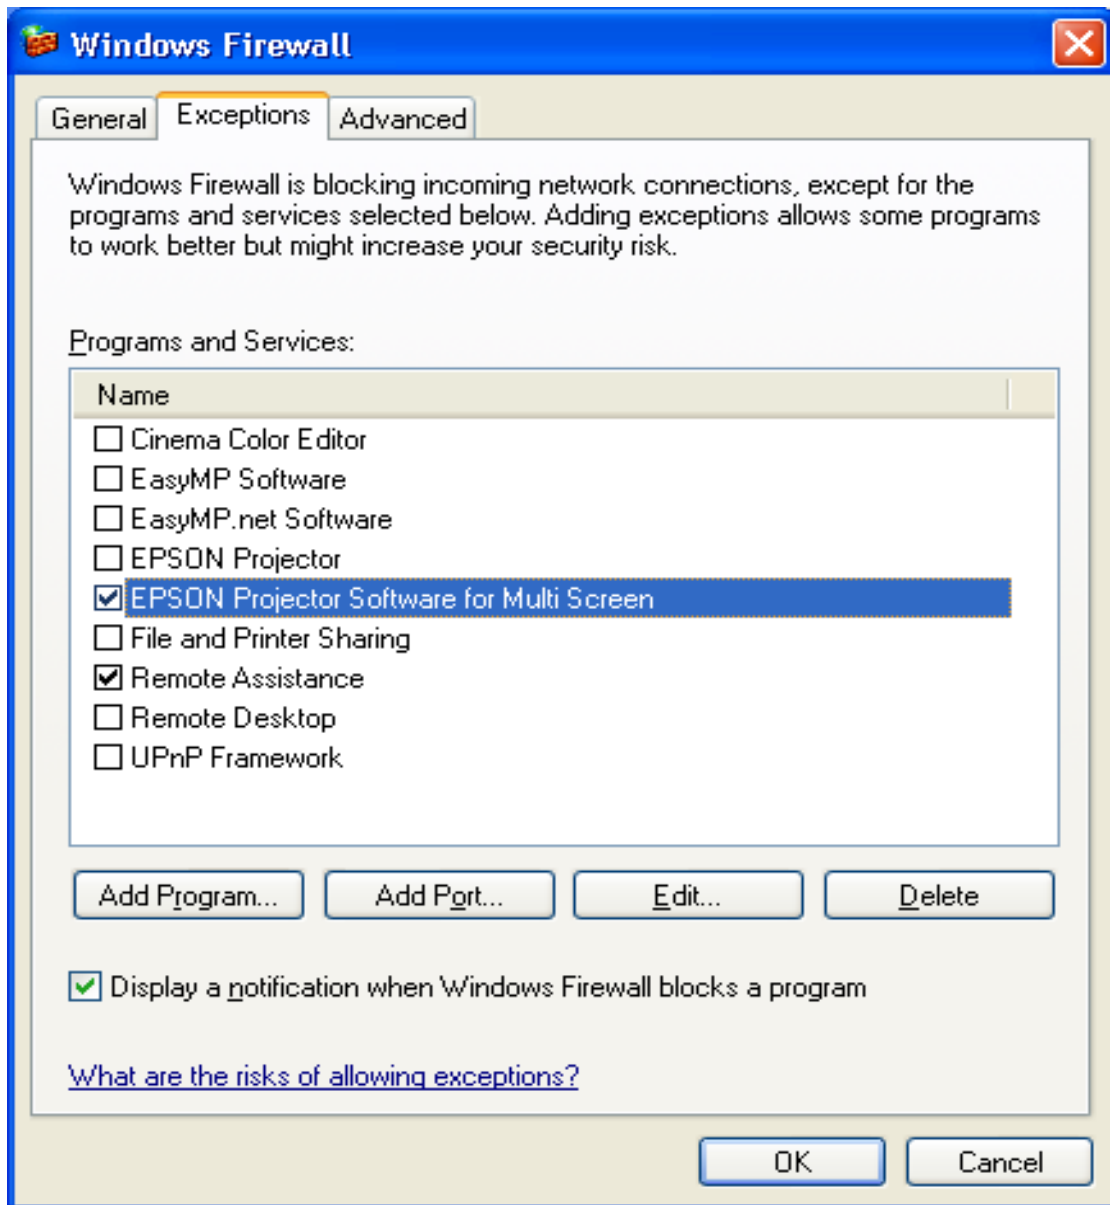 Windows Firewall
General
Exceptions
Advanced
Windows Firewall is blocking incoming network connections, except for the
programs and services selected below. Adding exceptions allows some programs
to work better but might increase your security risk.
Programs and Services:
Name
Cinema Color Editor
EasyMP Software
EasyMP.net Software
EPSON Projector
EPSON Projector Software for Multi Screen
File and Printer Sharing
Remote Assistance
Remote Desktop
UPnP Framework
Add Program...
Add Port...
Edit...
Delete
Display a notification when Windows Firewall blocks a program
What are the risks of allowing exceptions?
OK
Cancel